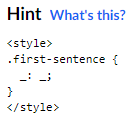 Hint What's this?
<style>
.first-sentence {
  _: _;
}
</style>